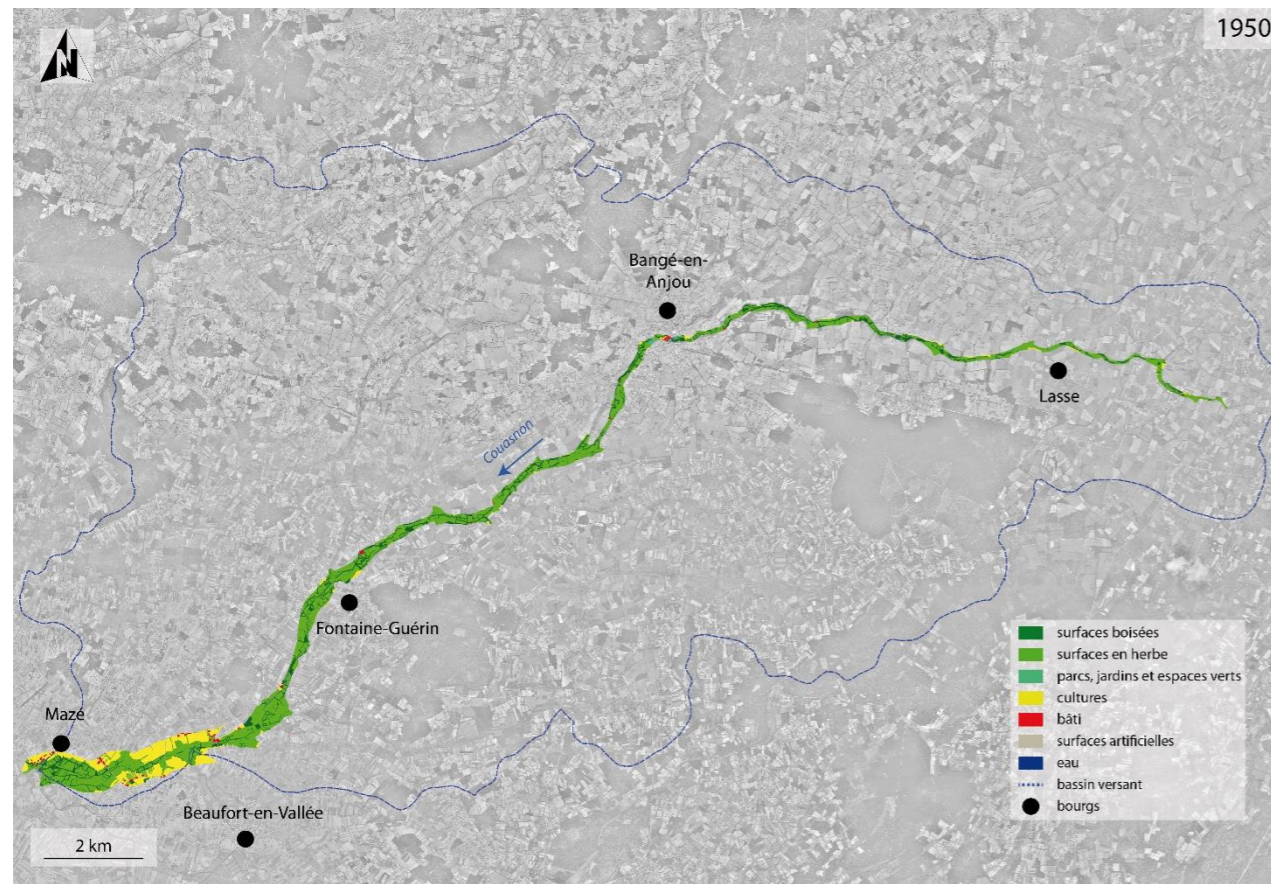 1950
N
Bangé-en-
Anjou
Lasse
Couasnon
Fontaine-Guérin
Mazé
Beaufort-en-Vallée
2 km
surfaces boisées
surfaces en herbe
parcs, jardins et espaces verts
cultures
bâti
surfaces artificielles
eau
bassin versant
bourgs